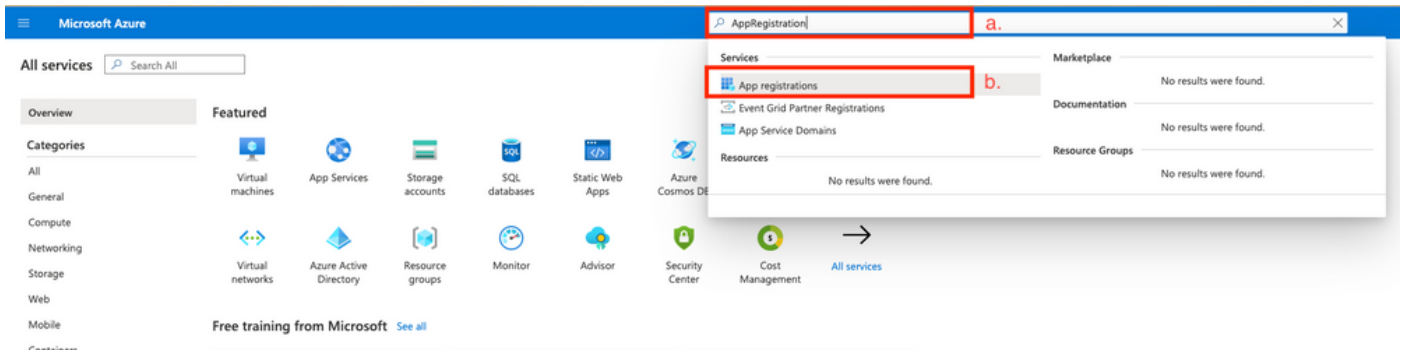 Microsoft Azure
AppRegistration
a.
All services
Search All
Services
App registrations
b.
Event Grid Partner Registrations
App Service Domains
Resources
No results were found.
Marketplace
No results were found.
Documentation
No results were found.
Resource Groups
No results were found.
Overview
Categories
All
General
Compute
Networking
Storage
Web
Mobile
Containers
Featured
Virtual
machines
App Services
Storage
accounts
SQL
SQL
databases
Static Web
Apps
Azure
Cosmos DB
Virtual
networks
Azure Active
Directory
Resource
groups
Monitor
Advisor
Security
Center
Cost
Management
All services
Free training from Microsoft See all